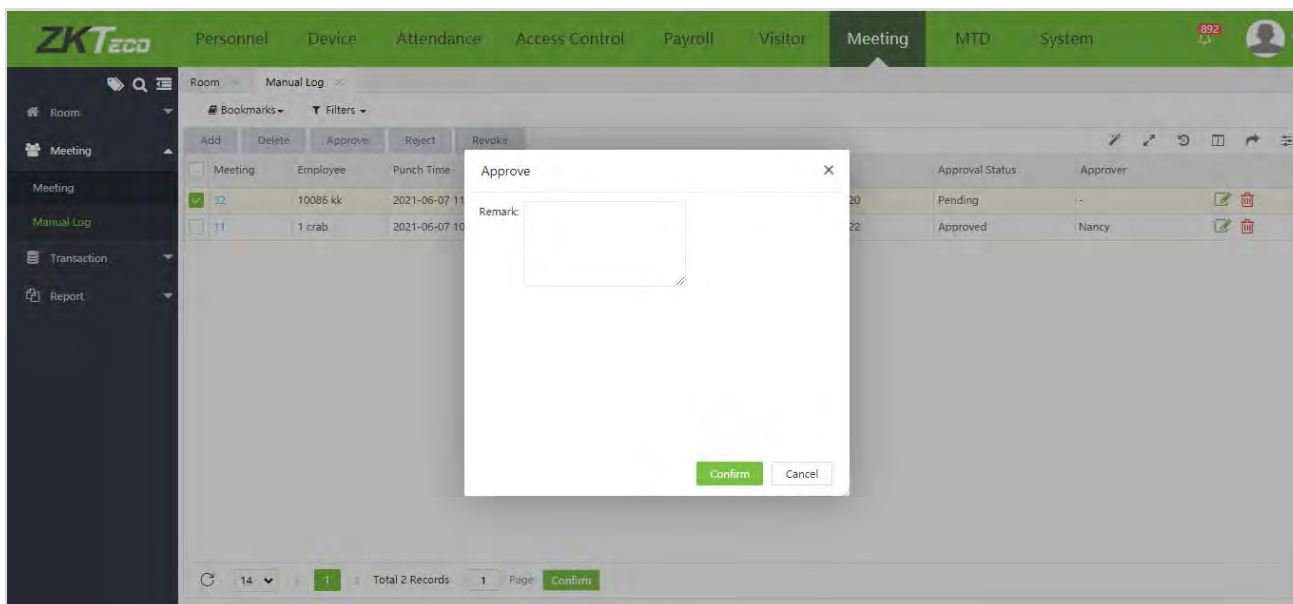 ZKTeco
Personnel Device Attendance Access Control Payroll Visitor Meeting MTD System 892
Room Manual Log
Room
Bookmarks Filters
Add Delete Approve Reject Revoke
Meeting
Meeting Employee Punch Time Approve × Approval Status Approver
Meeting
32 10086 kk 2021-06-07 11 20 Pending -
Remark:
Manual Log
11 1 crab 2021-06-07 10 22 Approved Nancy
Transaction
Report
Confirm Cancel
14 1 Total 2 Records 1 Page Confirm